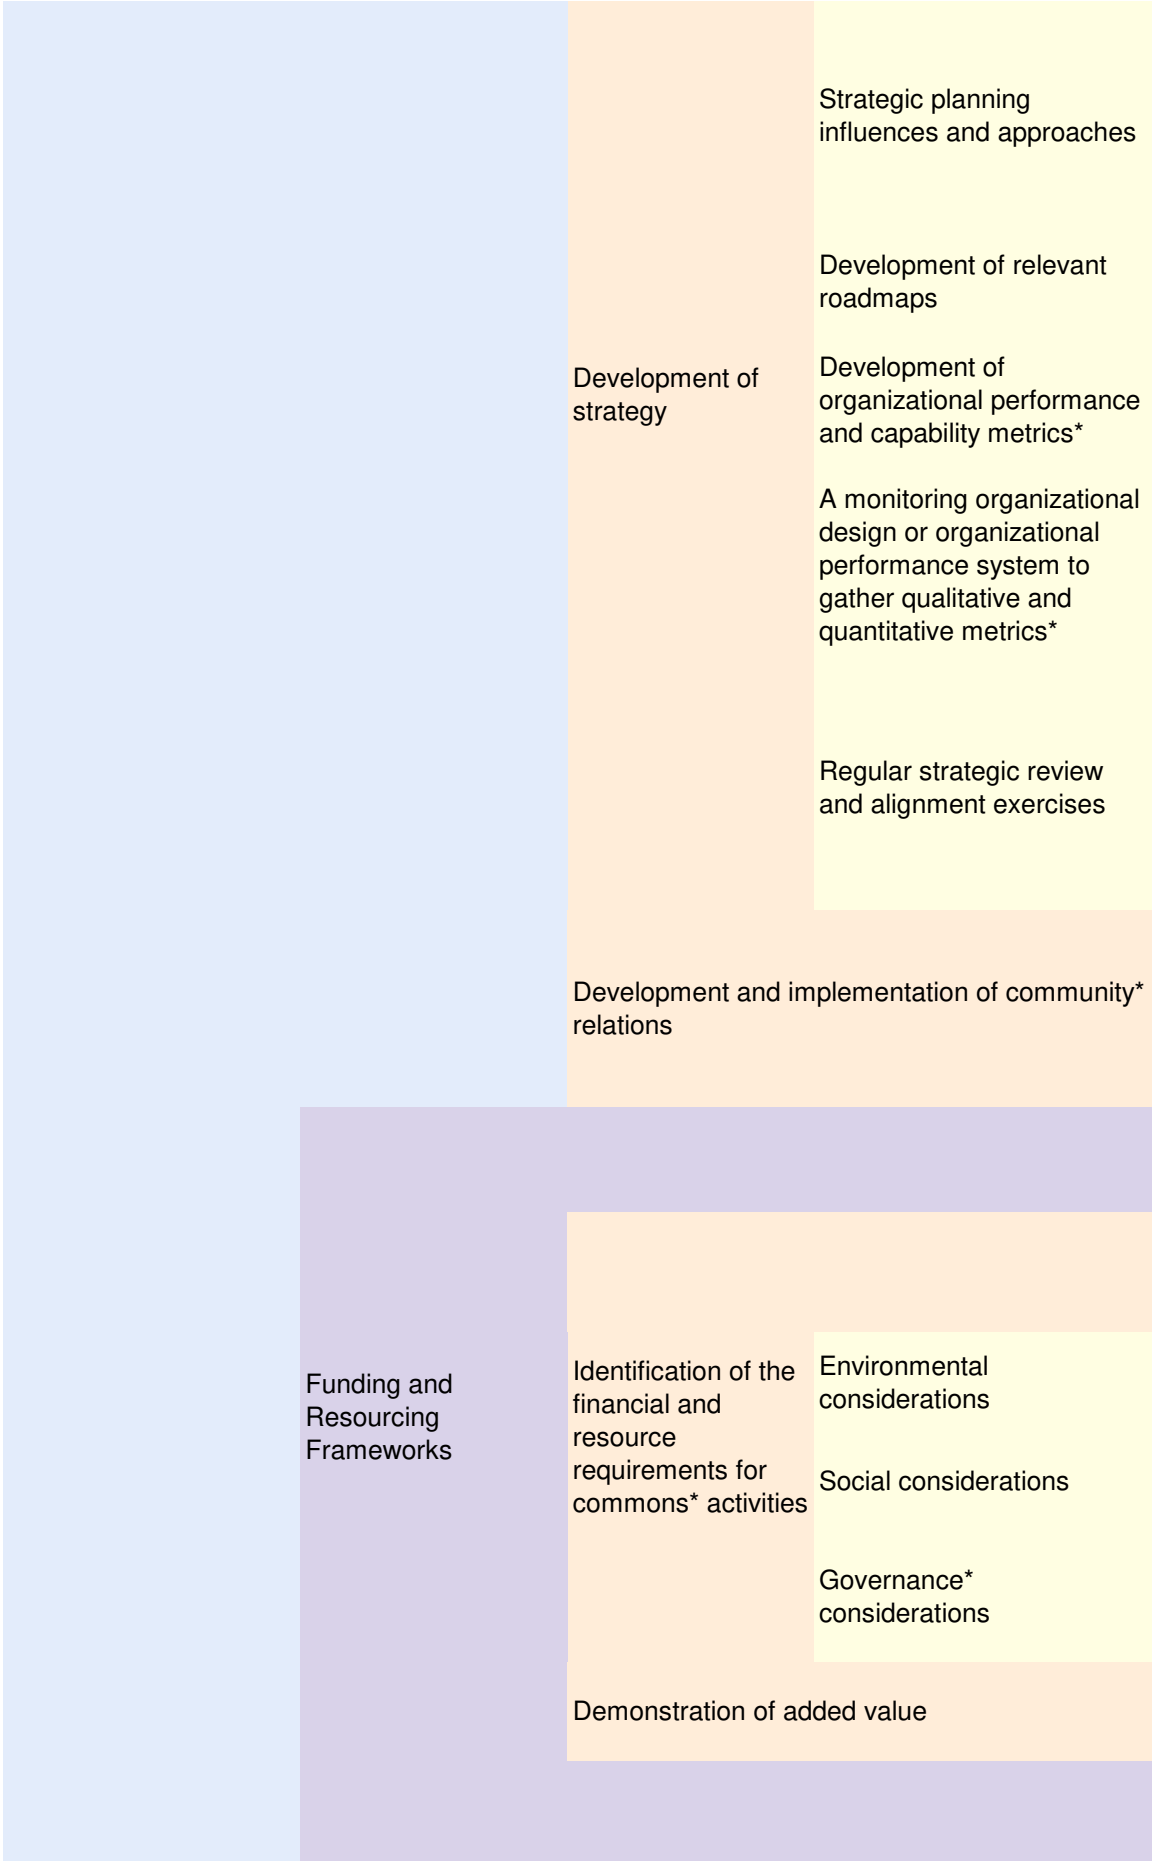 Strategic planning
influences and approaches
Development of relevant
roadmaps
Development of
strategy
Development of
organizational performance
and capability metrics*
A monitoring organizational
design or organizational
performance system to
gather qualitative and
quantitative metrics*
Regular strategic review
and alignment exercises
Development and implementation of community*
relations
Funding and
Resourcing
Frameworks
Identification of the
financial and
resource
requirements for
commons* activities
Environmental
considerations
Social considerations
Governance*
considerations
Demonstration of added value